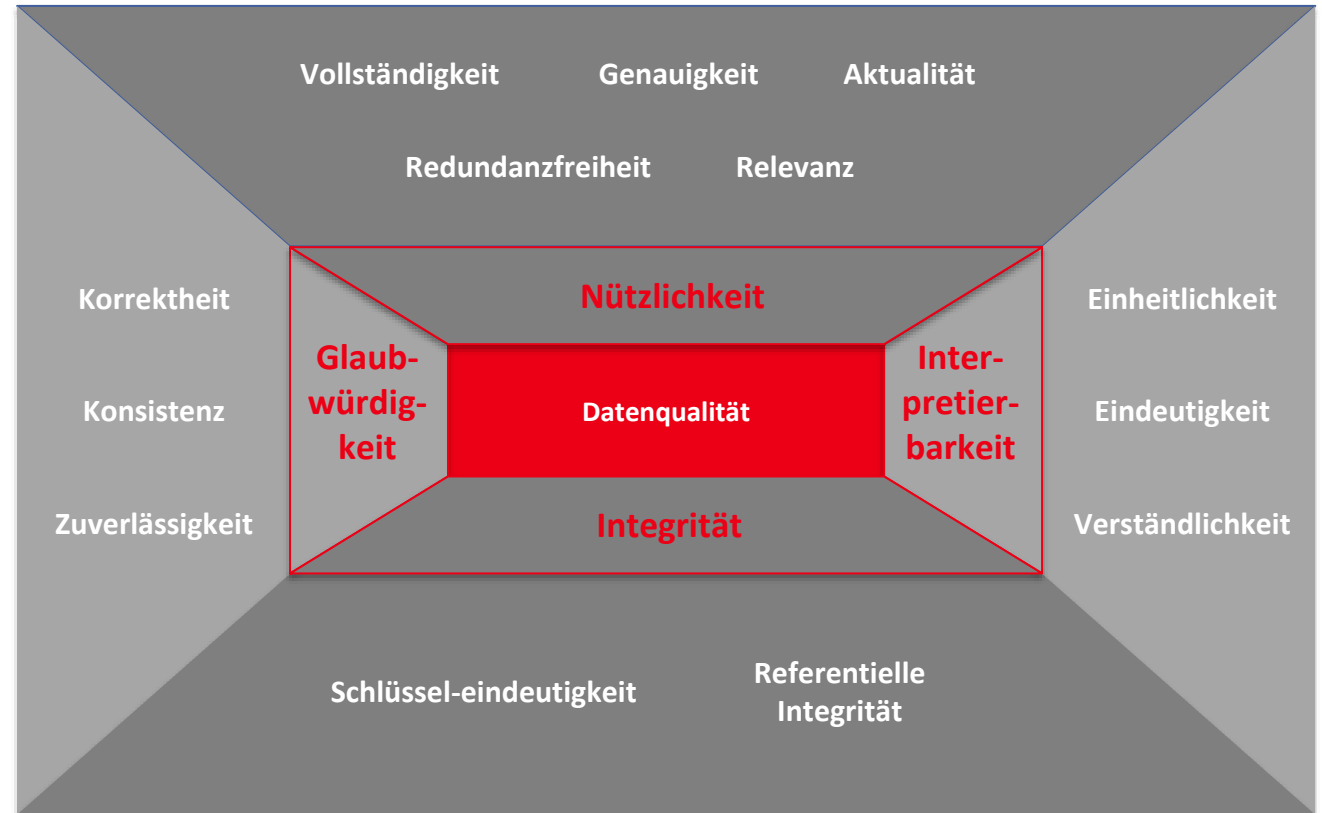 Vollständigkeit Genauigkeit Aktualität
Redundanzfreiheit Relevanz
Korrektheit
Konsistenz
Zuverlässigkeit
Nützlichkeit
Glaub-
würdig-
keit
Datenqualität
Inter-
pretier-
barkeit
Integrität
Einheitlichkeit
Eindeutigkeit
Verständlichkeit
Schlüssel-eindeutigkeit
Referentielle
Integrität